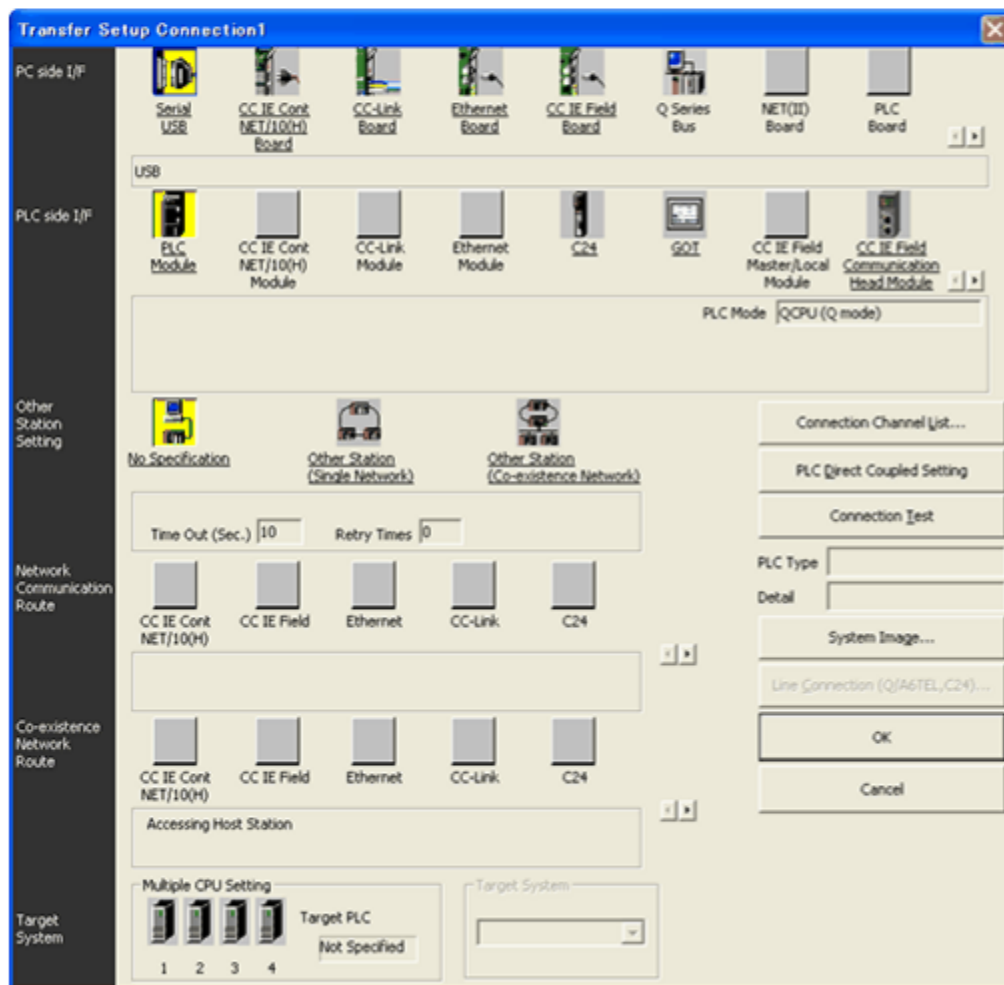 Transfer Setup Connection1
PC side I/F
Serial
USB
CC IE Cont
NET/10(H)
Board
CC-Link
Board
Ethernet
Board
CC IE Field
Board
Q Series
Bus
NET(II)
Board
PLC
Board
USB
PLC side I/F
PLC
Module
CC IE Cont
NET/10(H)
Module
CC-Link
Module
Ethernet
Module
C24
GOT
CC IE Field
Master/Local
Module
CC IE Field
Communication
Head Module
PLC Mode QCPU (Q mode)
Other
Station
Setting
No Specification
Other Station
(Single Network)
Other Station
(Co-existence Network)
Time Out (Sec.) 10 Retry Times 0
Connection Channel List...
PLC Direct Coupled Setting
Connection Test
PLC Type
Detail
System Image...
Line Connection (Q/A6TEL,C24)...
OK
Cancel
Network
Communication
Route
CC IE Cont
NET/10(H)
CC IE Field
Ethernet
CC-Link
C24
Co-existence
Network
Route
CC IE Cont
NET/10(H)
CC IE Field
Ethernet
CC-Link
C24
Accessing Host Station
Target
System
Multiple CPU Setting
1 2 3 4
Target PLC
Not Specified
Target System